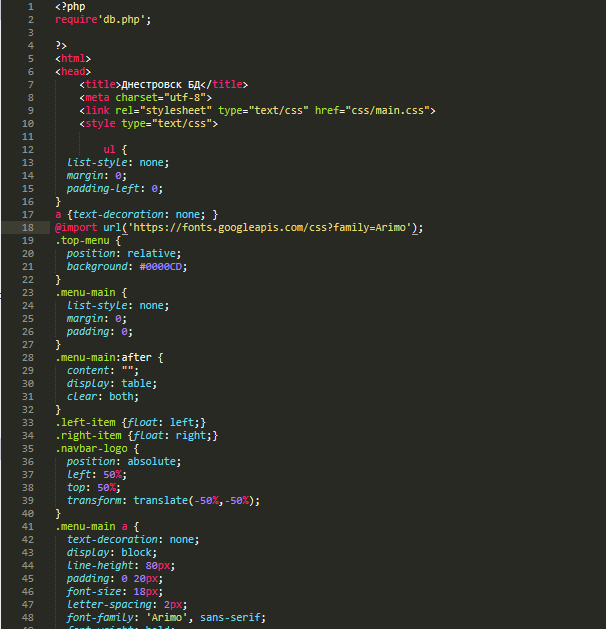 1 <?php
2 require'db.php';
3
4 ?>
5 <html>
6 <head>
7 <title>Днестровск БД</title>
8 <meta charset="utf-8">
9 <link rel="stylesheet" type="text/css" href="css/main.css">
10 <style type="text/css">
11
12 ul {
13 list-style: none;
14 margin: 0;
15 padding-left: 0;
16 }
17 a {text-decoration: none; }
18 @import url('https://fonts.googleapis.com/css?family=Arimo');
19 .top-menu {
20 position: relative;
21 background: #0000CD;
22 }
23 .menu-main {
24 list-style: none;
25 margin: 0;
26 padding: 0;
27 }
28 .menu-main:after {
29 content: "";
30 display: table;
31 clear: both;
32 }
33 .left-item {float: left;}
34 .right-item {float: right;}
35 .navbar-logo {
36 position: absolute;
37 left: 50%;
38 top: 50%;
39 transform: translate(-50%,-50%);
40 }
41 .menu-main a {
42 text-decoration: none;
43 display: block;
44 line-height: 80px;
45 padding: 0 20px;
46 font-size: 18px;
47 letter-spacing: 2px;
48 font-family: 'Arimo', sans-serif;